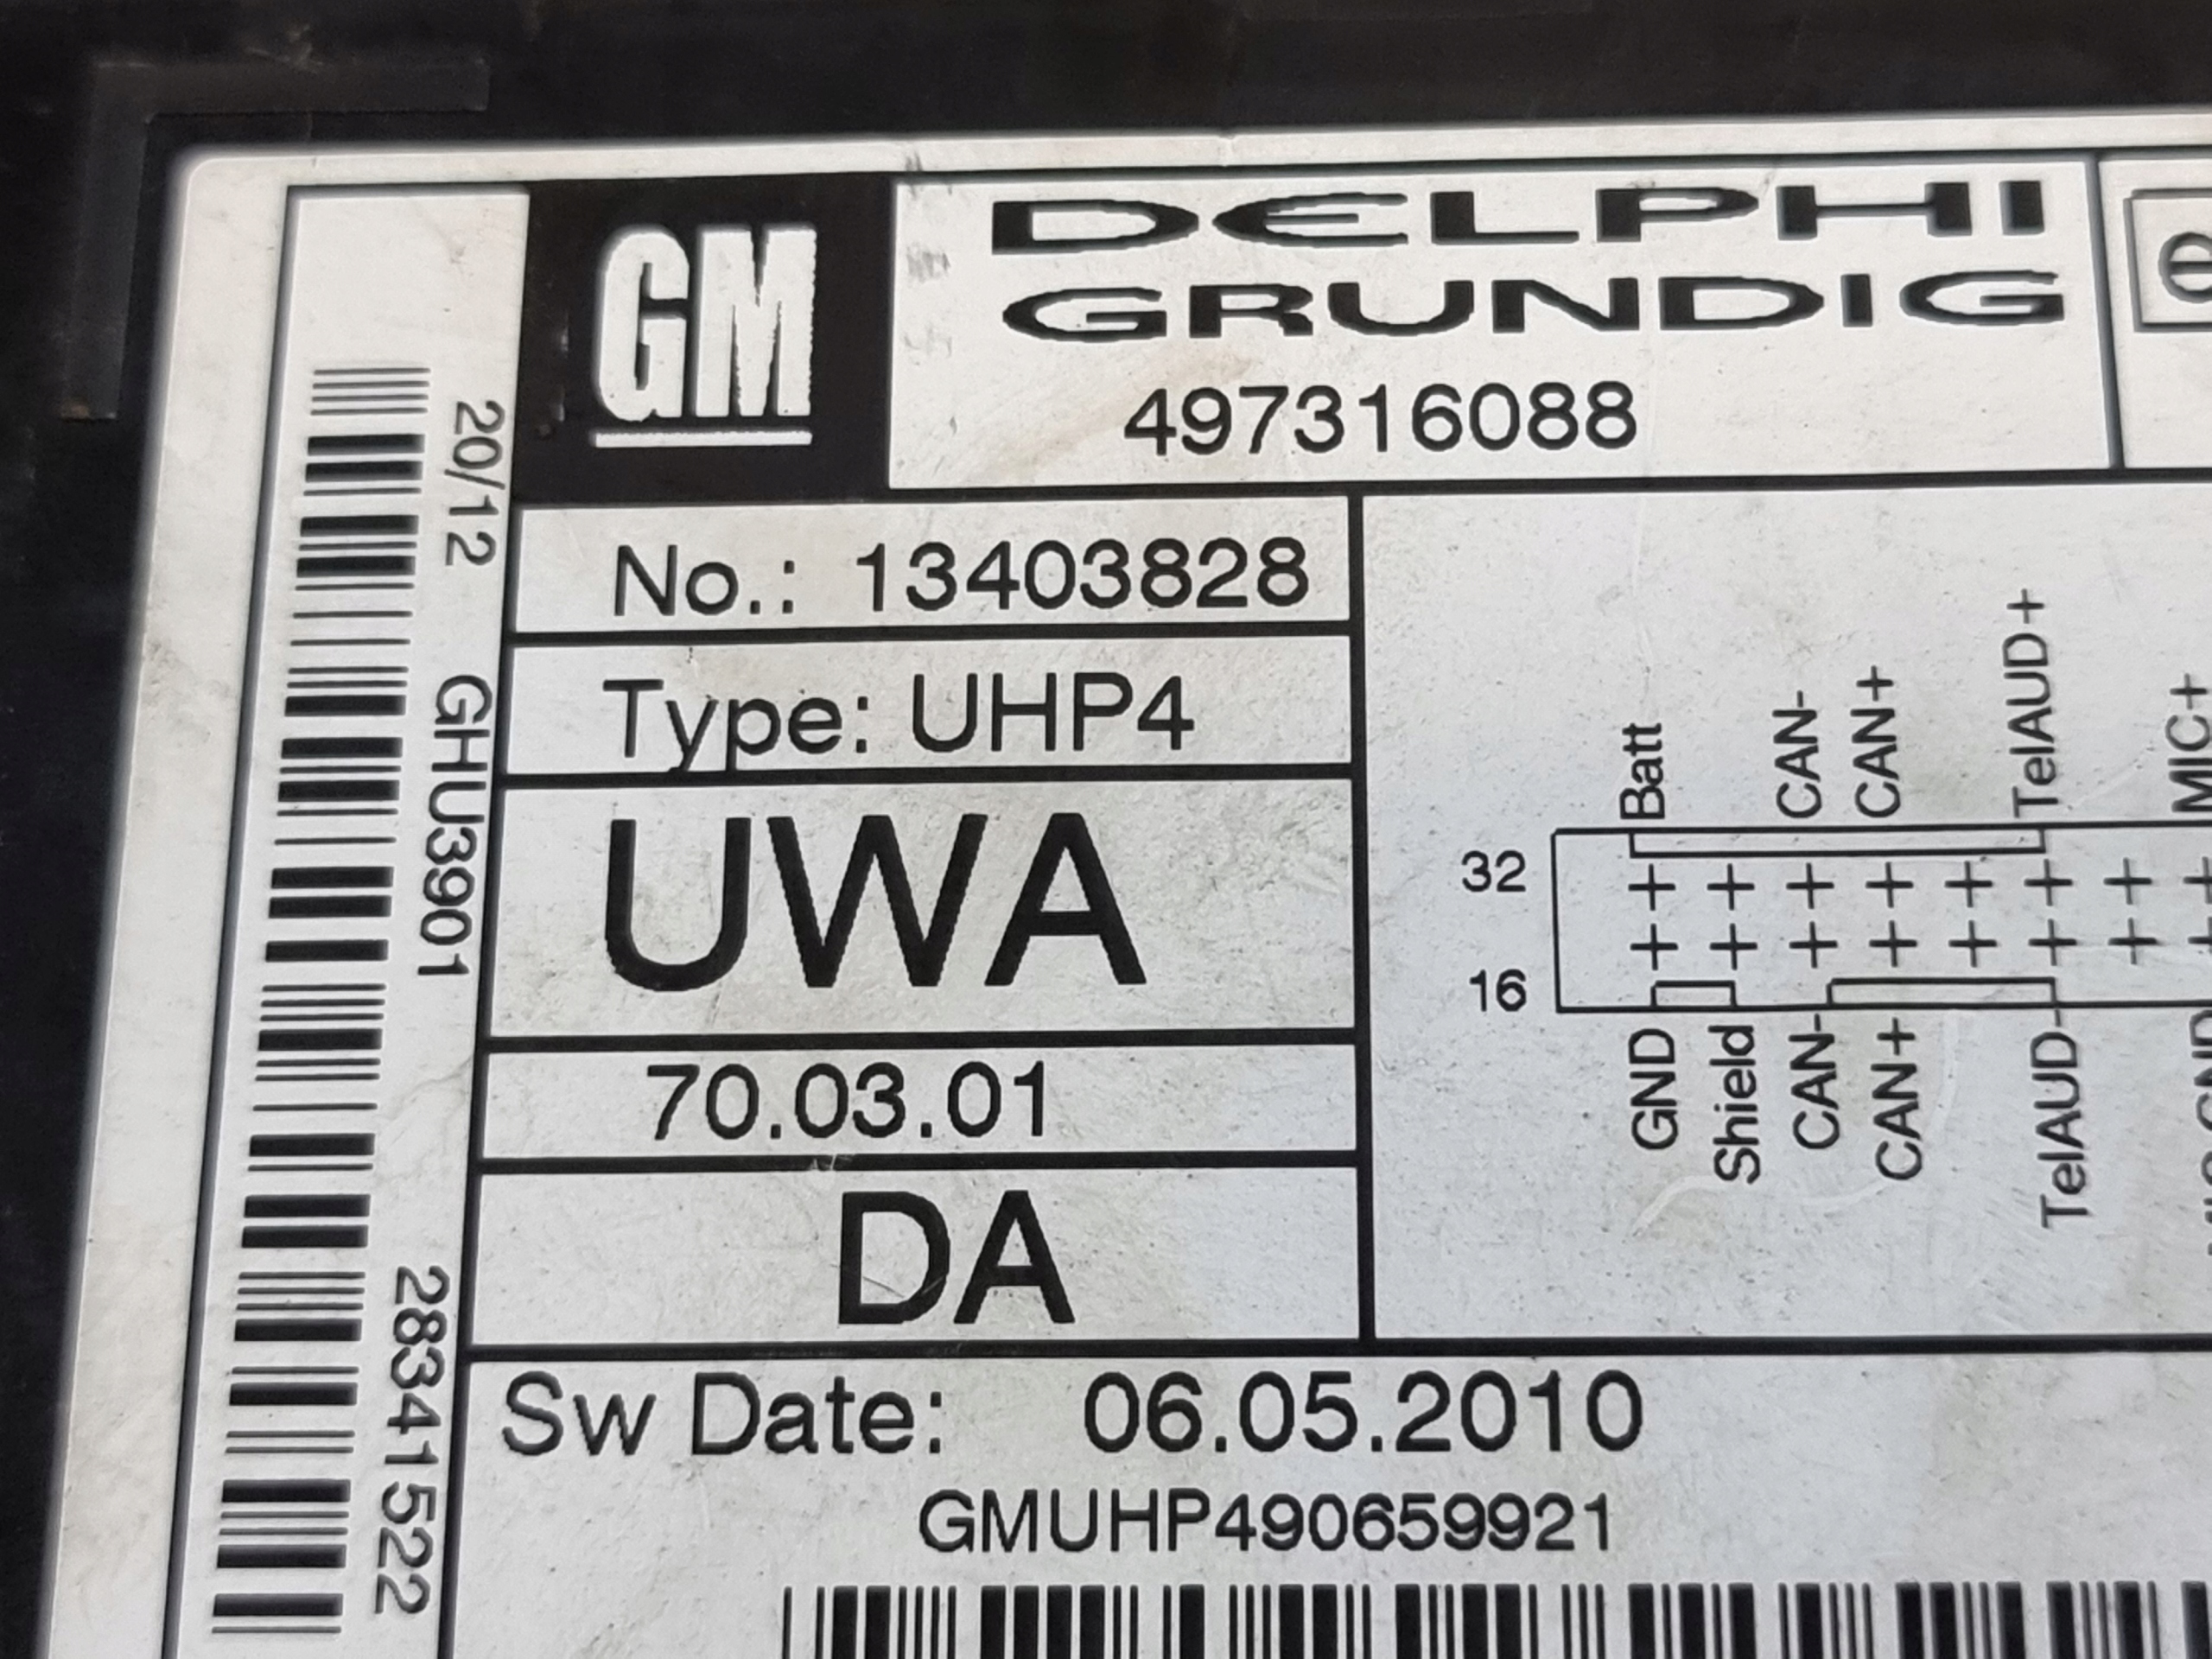 GM
DELPHI
GRUNDIG
497316088
e
No.: 13403828
Type: UHP4
UWA
70.03.01
DA
Sw Date: 06.05.2010
GMUHP490659921
20/12 GHU3901 283415222
Batt CAN- CAN+ TelAUD+ MIC+
32
16
GND Shield CAN- CAN+ TelAUD-